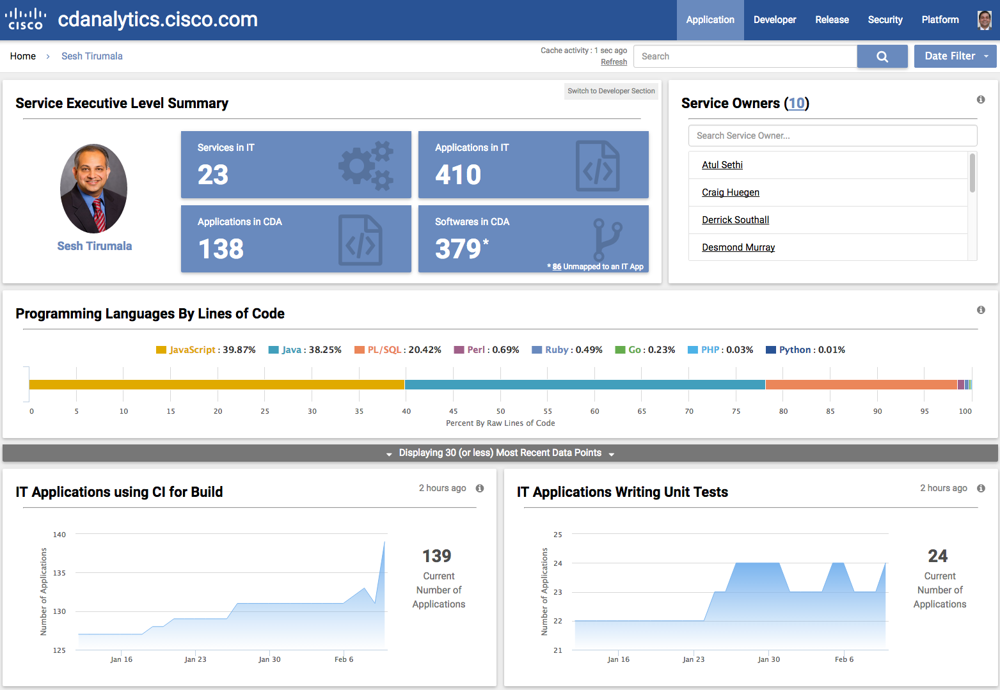 CISCO
cdanalytics.cisco.com
Application Developer Release Security Platform
Home > Sesh Tirumala
Cache activity : 1 sec ago
Refresh
Search
Date Filter
Service Executive Level Summary
Switch to Developer Section
Sesh Tirumala
Services in IT
23
Applications in IT
410
Applications in CDA
138
Softwares in CDA
379*
* 86 Unmapped to an IT App
Service Owners (10)
Search Service Owner...
Atul Sethi
Craig Huegen
Derrick Southall
Desmond Murray
Programming Languages By Lines of Code
JavaScript : 39.87% Java : 38.25% PL/SQL : 20.42% Perl : 0.69% Ruby : 0.49% Go : 0.23% PHP : 0.03% Python : 0.01%
0 5 10 15 20 25 30 35 40 45 50 55 60 65 70 75 80 85 90 95 100
Percent By Raw Lines of Code
Displaying 30 (or less) Most Recent Data Points
IT Applications using CI for Build
2 hours ago
Number of Applications
140
135
130
125
Jan 16 Jan 23 Jan 30 Feb 6
139
Current
Number of
Applications
IT Applications Writing Unit Tests
2 hours ago
Number of Applications
25
24
23
22
21
Jan 16 Jan 23 Jan 30 Feb 6
24
Current
Number of
Applications